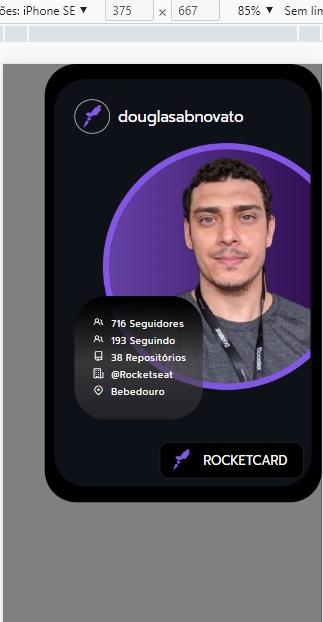 ões: iPhone SE ▼ 375 × 667 85% ▼ Sem lim
douglasabnovato
716 Seguidores
193 Seguindo
38 Repositórios
@Rocketseat
Bebedouro
ROCKETCARD